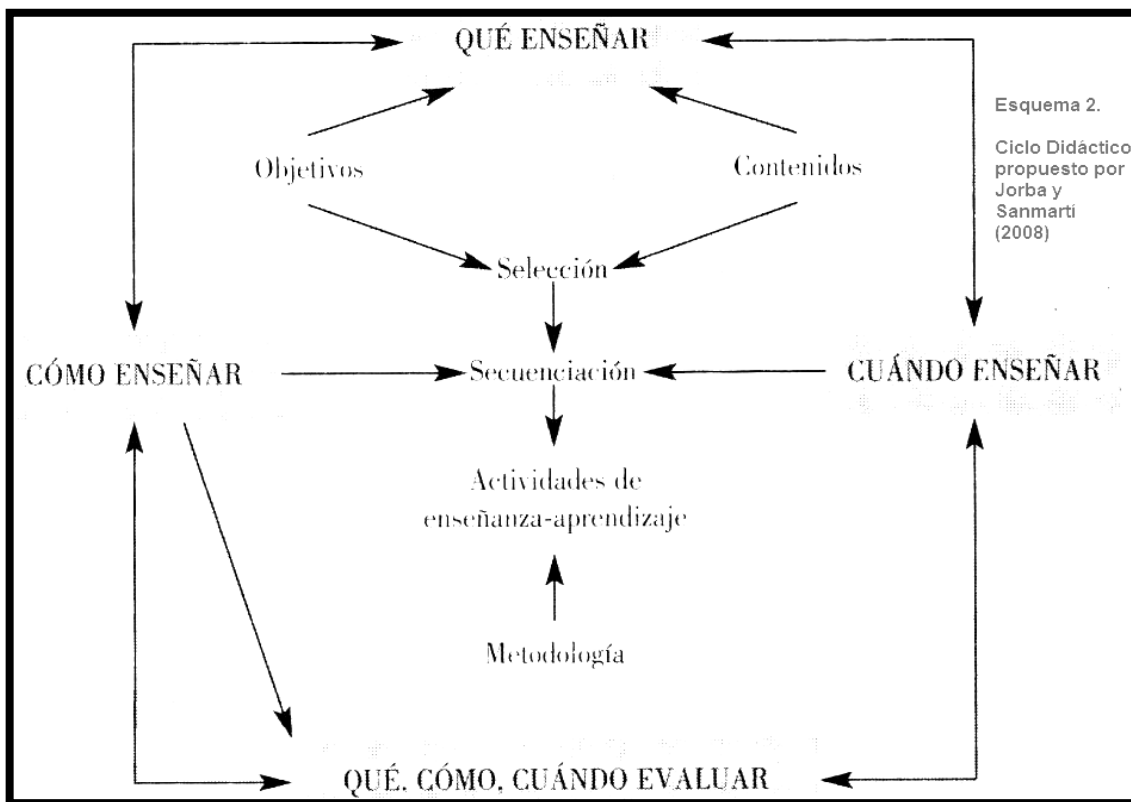 QUÉ ENSEÑAR
Esquema 2.
Ciclo Didáctico
propuesto por
Jorba y
Sanmartí
(2008)
Objetivos
Contenidos
Selección
CÓMO ENSEÑAR
Secuenciación
CUÁNDO ENSEÑAR
Actividades de
enseñanza-aprendizaje
Metodología
QUÉ. CÓMO, CUÁNDO EVALUAR